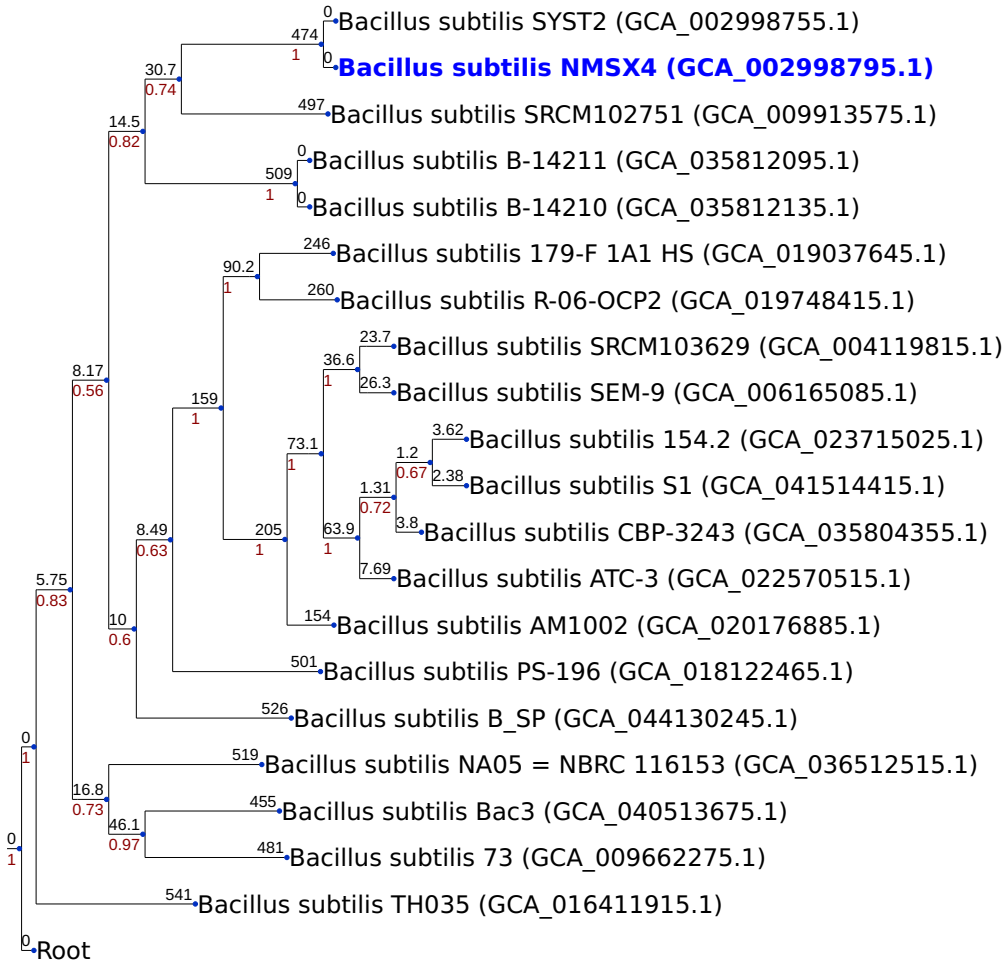 0
Bacillus subtilis SYST2 (GCA_002998755.1)
474
1
0
Bacillus subtilis NMSX4 (GCA_002998795.1)
30.7
0.74
497
Bacillus subtilis SRCM102751 (GCA_009913575.1)
14.5
0.82
0
Bacillus subtilis B-14211 (GCA_035812095.1)
509
1
0
Bacillus subtilis B-14210 (GCA_035812135.1)
246
Bacillus subtilis 179-F 1A1 HS (GCA_019037645.1)
90.2
1
260
Bacillus subtilis R-06-OCP2 (GCA_019748415.1)
23.7
Bacillus subtilis SRCM103629 (GCA_004119815.1)
36.6
1
8.17
0.56
26.3
Bacillus subtilis SEM-9 (GCA_006165085.1)
159
1
3.62
Bacillus subtilis 154.2 (GCA_023715025.1)
73.1
1
1.2
0.67
2.38
Bacillus subtilis S1 (GCA_041514415.1)
1.31
0.72
3.8
Bacillus subtilis CBP-3243 (GCA_035804355.1)
8.49
0.63
205
1
63.9
1
7.69
Bacillus subtilis ATC-3 (GCA_022570515.1)
5.75
0.83
154
Bacillus subtilis AM1002 (GCA_020176885.1)
10
0.6
501
Bacillus subtilis PS-196 (GCA_018122465.1)
526
Bacillus subtilis B_SP (GCA_044130245.1)
0
1
519
Bacillus subtilis NA05 = NBRC 116153 (GCA_036512515.1)
16.8
0.73
455
Bacillus subtilis Bac3 (GCA_040513675.1)
46.1
0.97
0
1
481
Bacillus subtilis 73 (GCA_009662275.1)
541
Bacillus subtilis TH035 (GCA_016411915.1)
0
Root